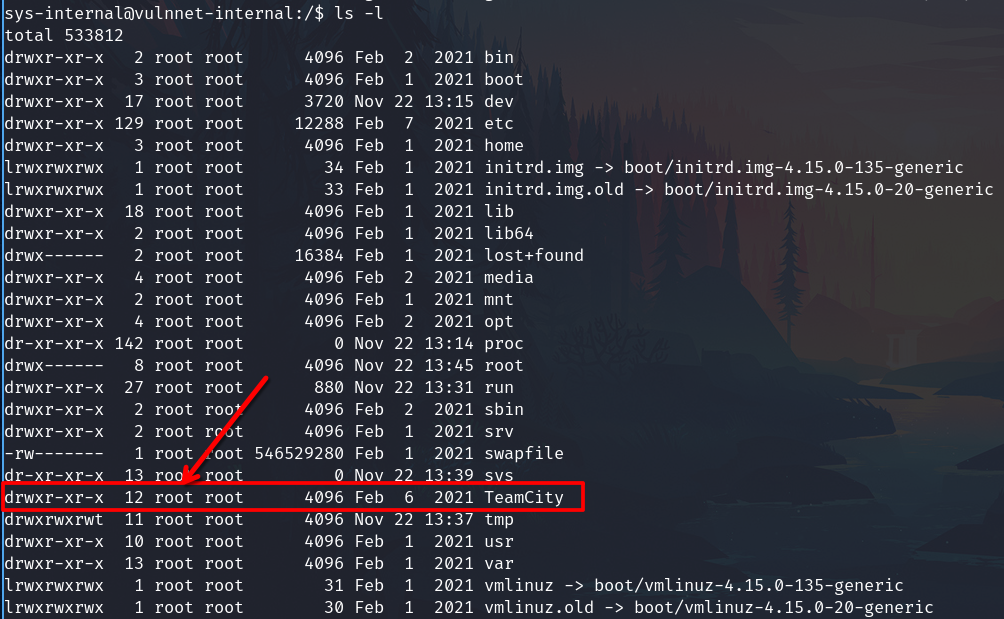 sys-internal@vulnnet-internal:/$ ls -l
total 533812
drwxr-xr-x   2 root root      4096 Feb  2  2021 bin
drwxr-xr-x   3 root root      4096 Feb  1  2021 boot
drwxr-xr-x  17 root root      3720 Nov 22 13:15 dev
drwxr-xr-x 129 root root     12288 Feb  7  2021 etc
drwxr-xr-x   3 root root      4096 Feb  1  2021 home
lrwxrwxrwx   1 root root        34 Feb  1  2021 initrd.img -> boot/initrd.img-4.15.0-135-generic
lrwxrwxrwx   1 root root        33 Feb  1  2021 initrd.img.old -> boot/initrd.img-4.15.0-20-generic
drwxr-xr-x  18 root root      4096 Feb  1  2021 lib
drwxr-xr-x   2 root root      4096 Feb  1  2021 lib64
drwx------   2 root root     16384 Feb  1  2021 lost+found
drwxr-xr-x   4 root root      4096 Feb  2  2021 media
drwxr-xr-x   2 root root      4096 Feb  1  2021 mnt
drwxr-xr-x   4 root root      4096 Feb  2  2021 opt
dr-xr-xr-x 142 root root         0 Nov 22 13:14 proc
drwx------   8 root root      4096 Nov 22 13:45 root
drwxr-xr-x  27 root root       880 Nov 22 13:31 run
drwxr-xr-x   2 root root      4096 Feb  2  2021 sbin
drwxr-xr-x   2 root root      4096 Feb  1  2021 srv
-rw-------   1 root root 546529280 Feb  1  2021 swapfile
dr-xr-xr-x  13 root root         0 Nov 22 13:39 sys
drwxr-xr-x  12 root root      4096 Feb  6  2021 TeamCity
drwxrwxrwt  11 root root      4096 Nov 22 13:37 tmp
drwxr-xr-x  10 root root      4096 Feb  1  2021 usr
drwxr-xr-x  13 root root      4096 Feb  1  2021 var
lrwxrwxrwx   1 root root        31 Feb  1  2021 vmlinuz -> boot/vmlinuz-4.15.0-135-generic
lrwxrwxrwx   1 root root        30 Feb  1  2021 vmlinuz.old -> boot/vmlinuz-4.15.0-20-generic